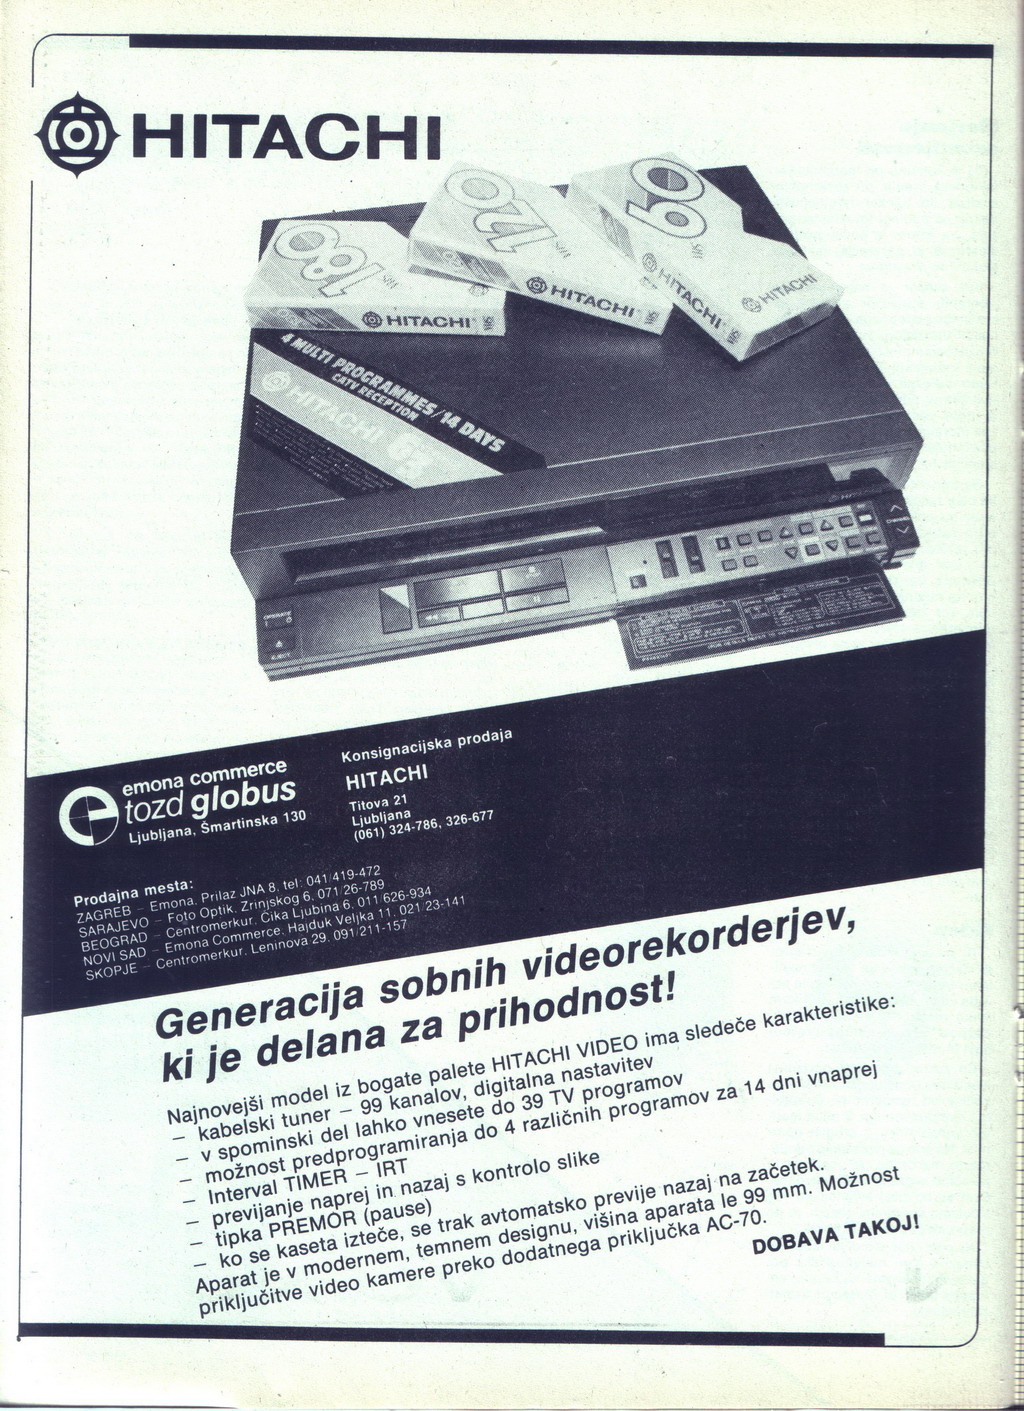 HITACHI
180
VHS
HITACHI
120
VHS
HITACHI
60
VHS
HITACHI
HITACHI
4 MULTI PROGRAMMES/14 DAYS
CATV RECEPTION
HITACHI
OPERATE
EJECT
emona commerce
tozd globus
Ljubljana, Šmartinska 130
Konsignacijska prodaja
HITACHI
Titova 21
Ljubljana
(061) 324-786, 326-677
Prodajna mesta:
ZAGREB – Emona, Prilaz JNA 8, tel: 041/419-472
SARAJEVO – Foto Optik, Zrinjskog 6, 071/26-789
BEOGRAD – Centromerkur, Čika Ljubina 6, 011/626-934
NOVI SAD – Emona Commerce, Hajduk Veljka 11, 021/23-141
SKOPJE – Centromerkur, Leninova 29, 091/211-157
Generacija sobnih videorekorderjev,
ki je delana za prihodnost!
Najnovejši model iz bogate palete HITACHI VIDEO ima sledeče karakteristike:
– kabelski tuner – 99 kanalov, digitalna nastavitev
– v spominski del lahko vnesete do 39 TV programov
– možnost predprogramiranja do 4 različnih programov za 14 dni vnaprej
– Interval TIMER – IRT
– previjanje naprej in nazaj s kontrolo slike
– tipka PREMOR (pause)
– ko se kaseta izteče, se trak avtomatsko previje nazaj na začetek.
Aparat je v modernem, temnem designu, višina aparata le 99 mm. Možnost
priključitve video kamere preko dodatnega priključka AC-70.
DOBAVA TAKOJ!